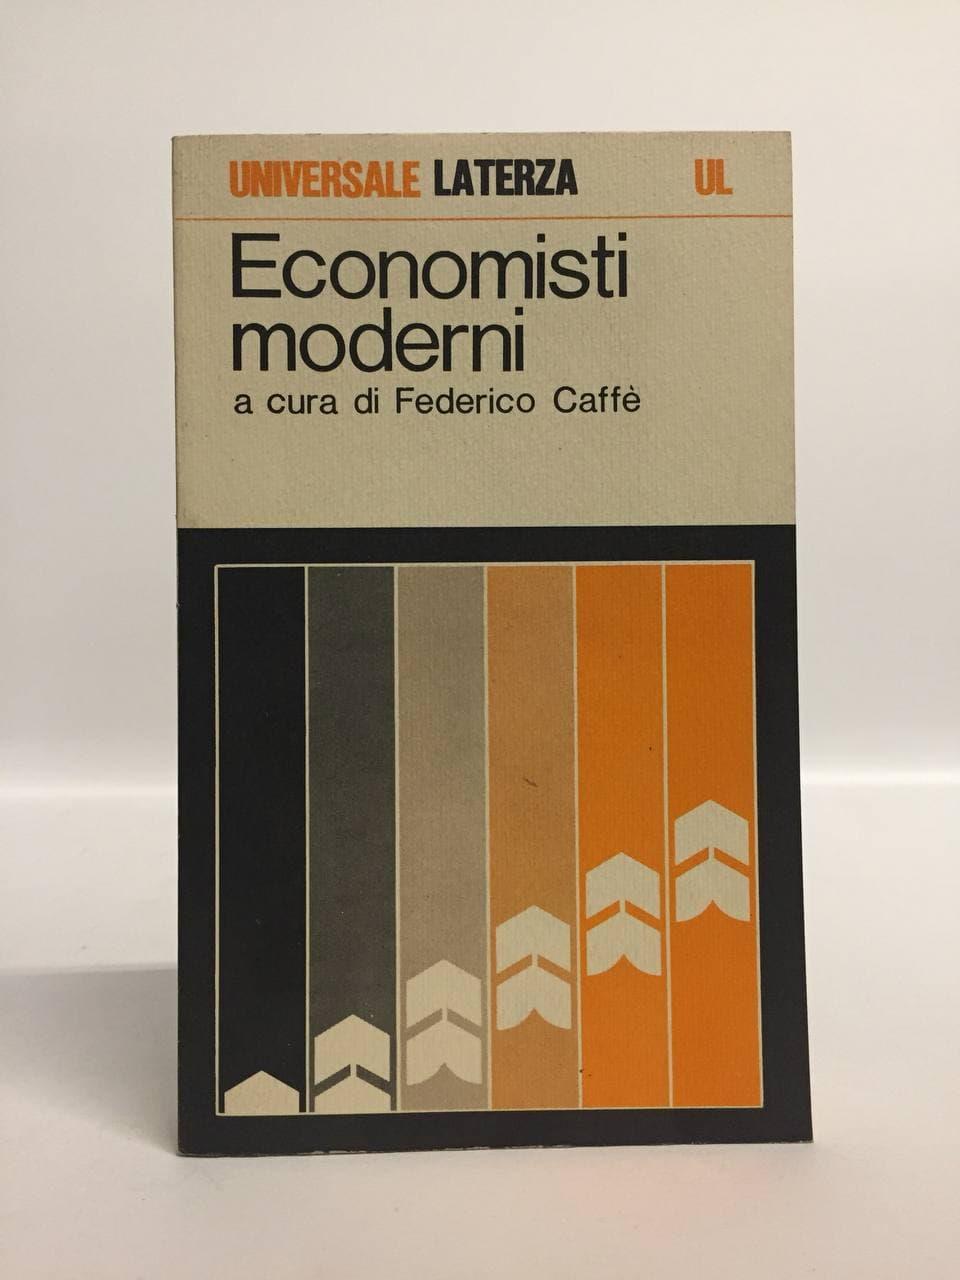 UNIVERSALE LATERZA UL
Economisti
moderni
a cura di Federico Caffè